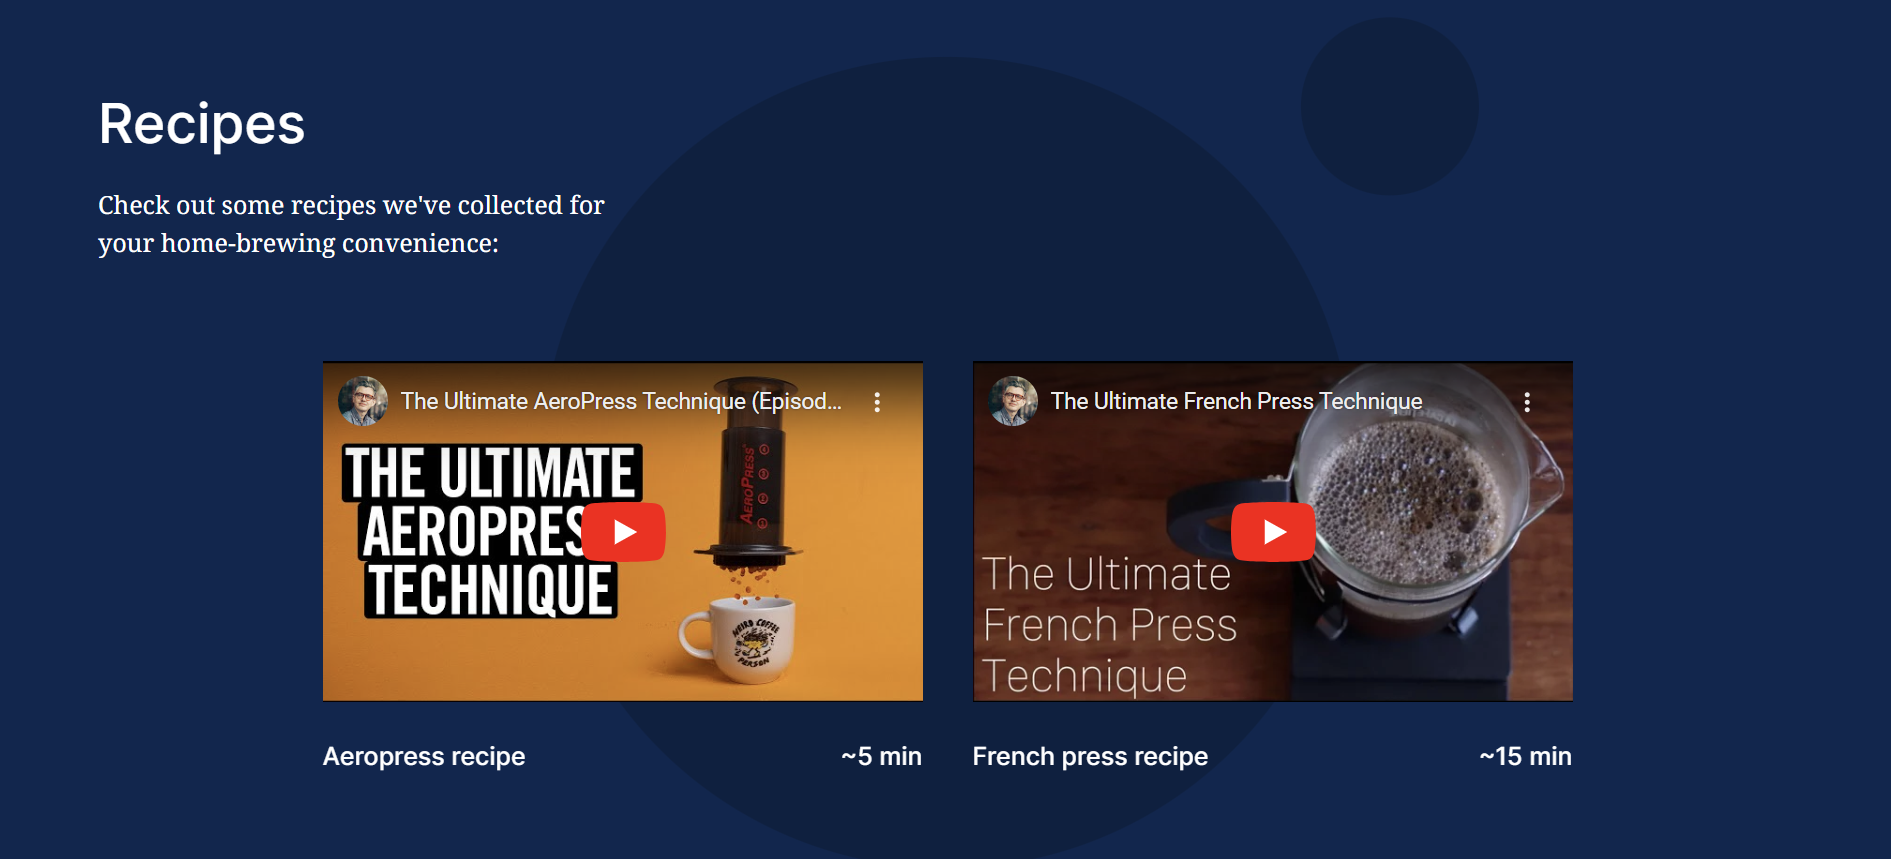 Recipes
Check out some recipes we've collected for
your home-brewing convenience:
The Ultimate AeroPress Technique (Episod...
THE ULTIMATE
AEROPRES
TECHNIQUE
AEROPRESS
WEIRD COFFEE
PERSON
Aeropress recipe
~5 min
The Ultimate French Press Technique
The Ultimate
French Press
Technique
French press recipe
~15 min